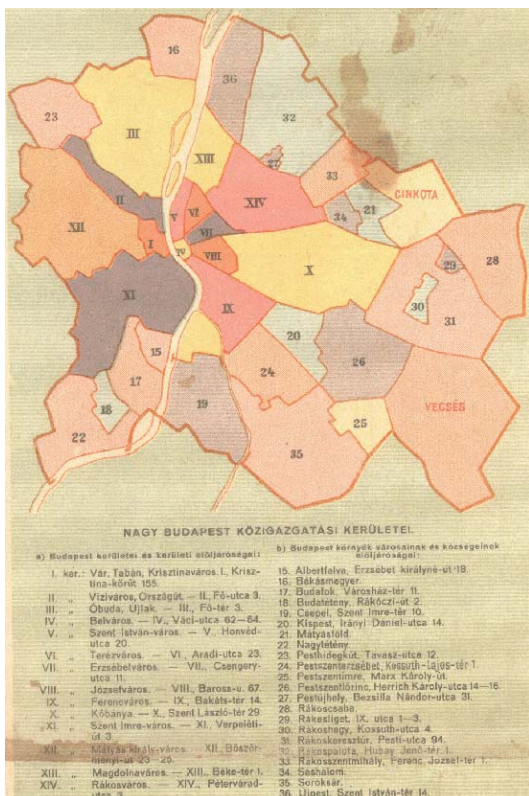 16
36
23
32
III
XIII
27
33
II
VI
XIV
34
21
CINKOTA
V
VII
XII
I
IV
VIII
X
29
28
XI
IX
30
31
15
20
17
24
26
18
19
25
VECSÉS
22
35
NAGY BUDAPEST KÖZIGAZGATÁSI KERÜLETEI.
a) Budapest kerületei és kerületi elöljáróságai:
I. ker.: Vár, Tabán, Krisztinaváros. I., Krisz-
tina-körút 155.
II „ Víziváros, Országút. — II., Fő-utca 3.
III. „ Óbuda, Ujlak. — III., Fő-tér 3.
IV. „ Belváros. — IV., Váci-utca 62—64.
V. „ Szent István-város. — V. Honvéd-
utca 20.
VI. „ Terézváros. — VI. Aradi-utca 23.
VII. „ Erzsébetváros. — VII., Csengery-
utca 11.
VIII. „ Józsefváros. — VIII., Baross-u. 67.
IX. „ Ferencváros. — IX., Bakáts-tér 14.
X. „ Kőbánya. — X., Szent László-tér 29.
XI. „ Szent Imre-város. — XI., Verpeléti-
út 3.
XII. „ Mátyás király-város. — XII., Böször-
ményi-út 23—25.
XIII. „ Magdolnaváros. — XIII., Béke-tér 1.
XIV. „ Rákosváros. — XIV., Pétervárad-
utca 2.
b) Budapest környék városainak és községeinek
elöljáróságai:
15. Albertfalva, Erzsébet királyné-út 18.
16. Békásmegyer.
17. Budafok, Városház-tér 11.
18. Budatétény, Rákóczi-út 2.
19. Csepel, Szent Imre-tér 10.
20. Kispest, Irányi Dániel-utca 14.
21. Mátyásföld.
22. Nagytétény.
23. Pesthidegkút, Tavasz-utca 12.
24. Pestszenterzsébet, Kossuth-Lajos-tér 1
25. Pestszentimre, Marx Károly-út.
26. Pestszentlőrinc, Herrich Károly-utca 14—16.
27. Pestújhely, Bezsilla Nándor-utca 31.
28. Rákoscsaba.
29. Rákosliget, IX. utca 1—3.
30. Rákoshegy, Kossuth-utca 4.
31. Rákoskeresztúr, Pesti-utca 94.
32. Rákospalota, Hubay Jenő-tér 1.
33. Rákosszentmihály, Ferenc József-tér 1.
34. Sashalom.
35. Soroksár.
36. Ujpest, Szent István-tér 14.